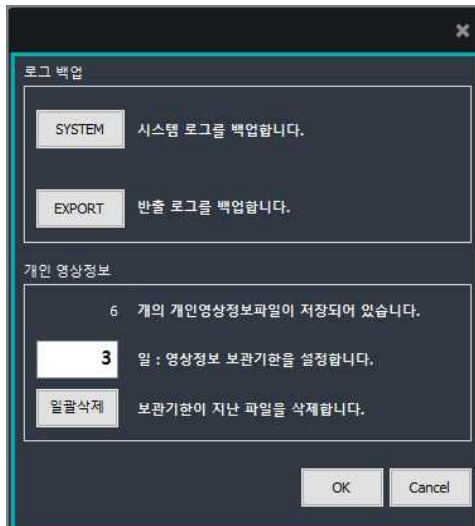 로그 백업
SYSTEM 시스템 로그를 백업합니다.
EXPORT 반출 로그를 백업합니다.
개인 영상정보
6 개의 개인영상정보파일이 저장되어 있습니다.
3 일 : 영상정보 보관기한을 설정합니다.
일괄삭제 보관기한이 지난 파일을 삭제합니다.
OK Cancel